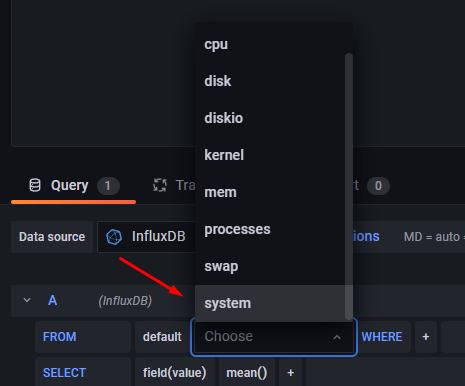 cpu
disk
diskio
kernel
mem
processes
swap
system
Query 1 Tra rt 0
Data source InfluxDB ions MD = auto =
A (InfluxDB)
FROM default Choose WHERE +
SELECT field(value) mean() +